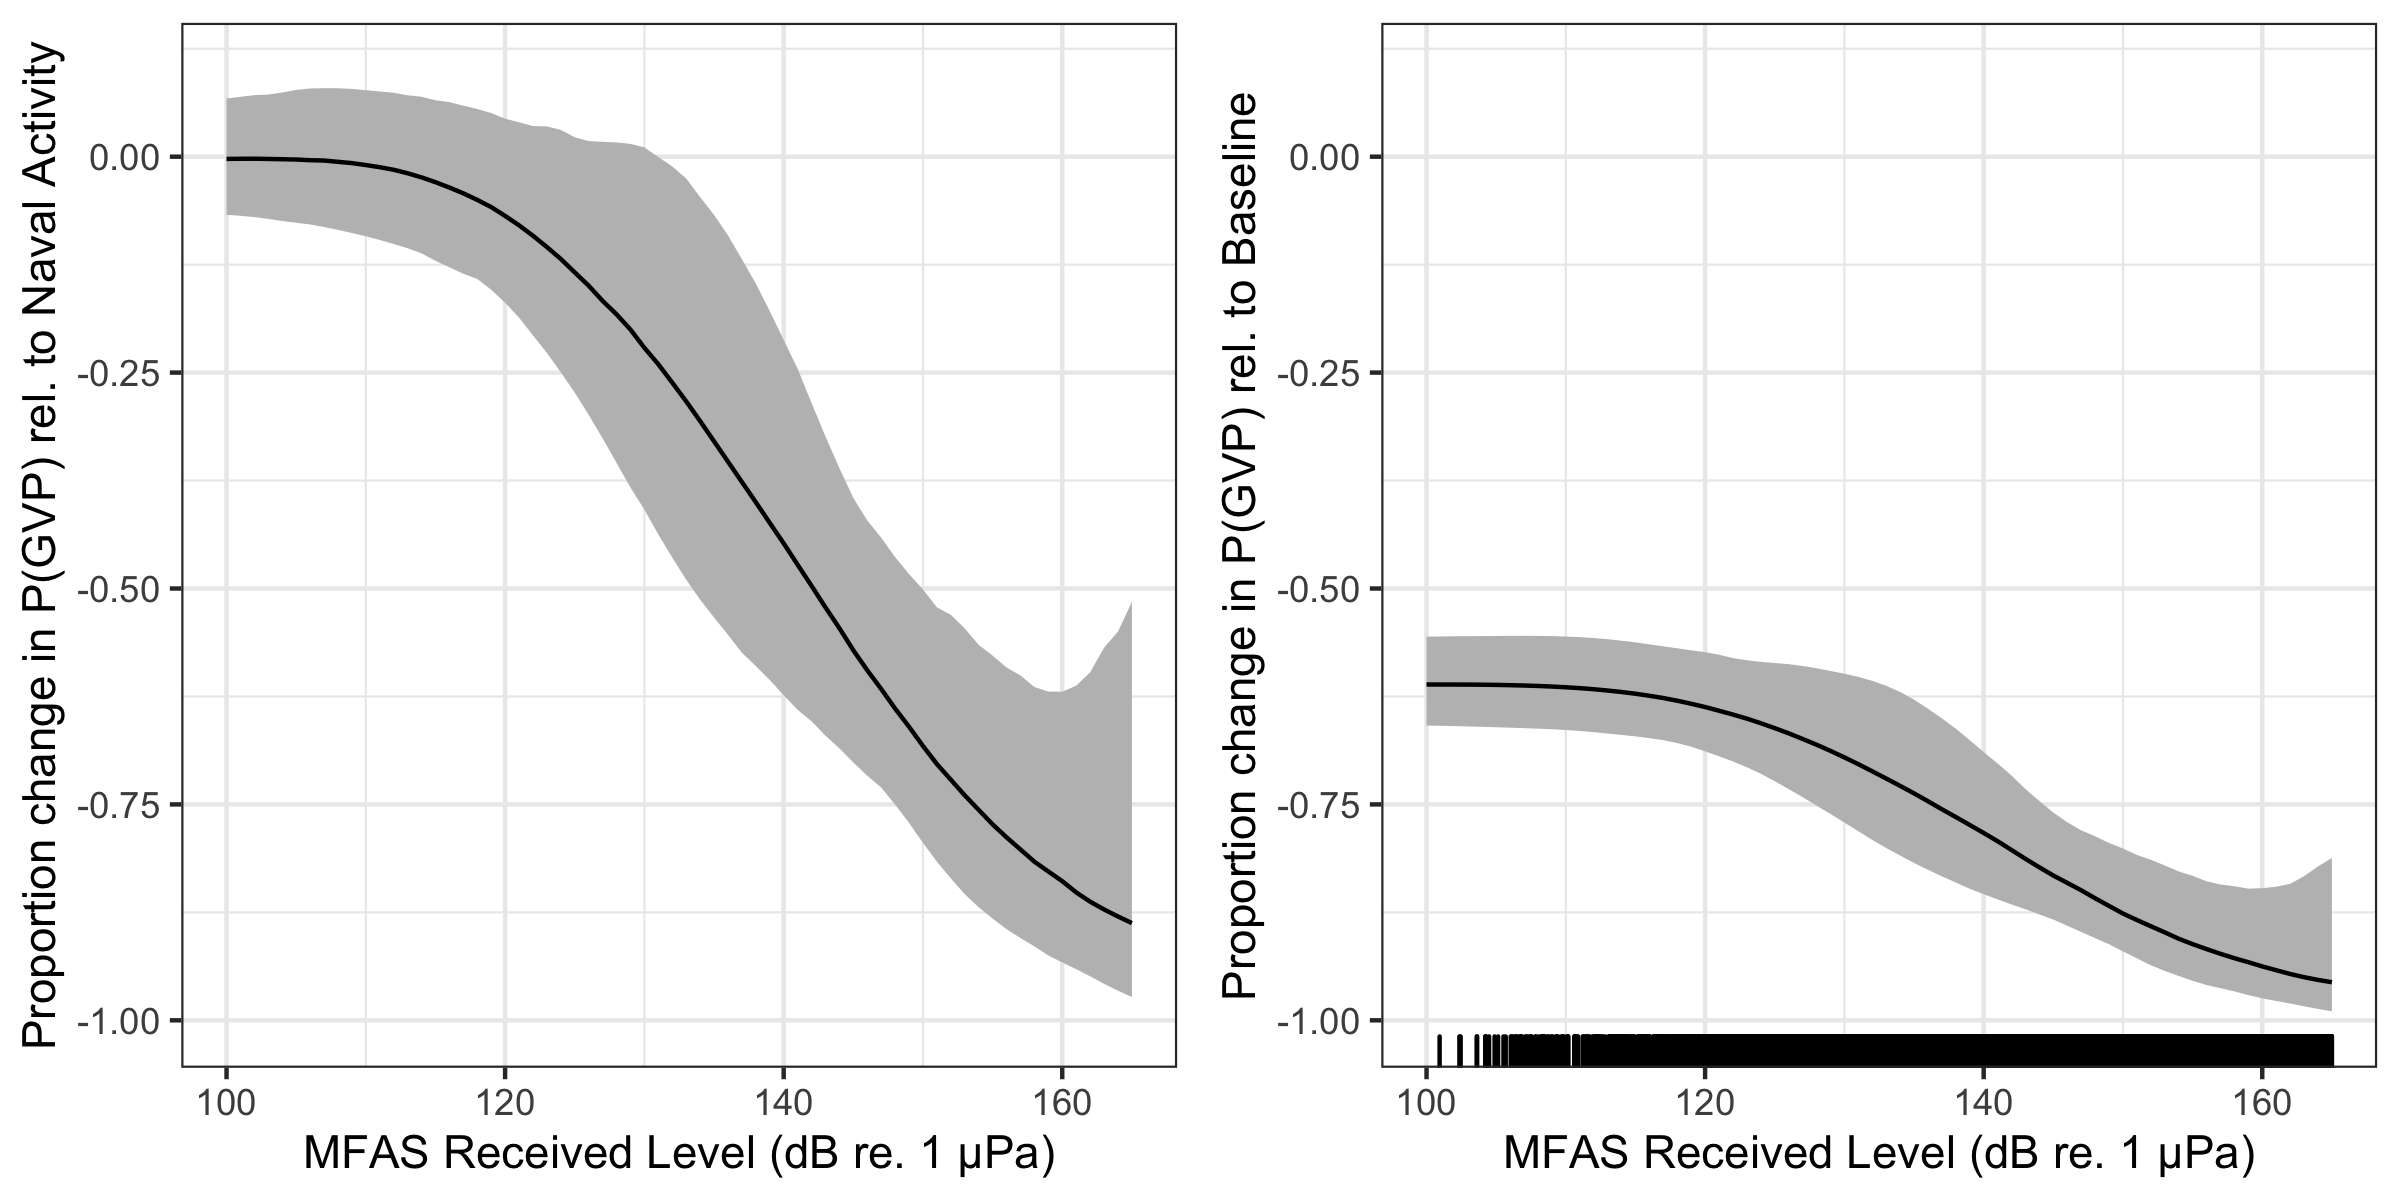 Proportion change in P(GVP) rel. to Naval Activity
0.00
-0.25
-0.50
-0.75
-1.00
100 120 140 160
MFAS Received Level (dB re. 1 µPa)
Proportion change in P(GVP) rel. to Baseline
0.00
-0.25
-0.50
-0.75
-1.00
100 120 140 160
MFAS Received Level (dB re. 1 µPa)